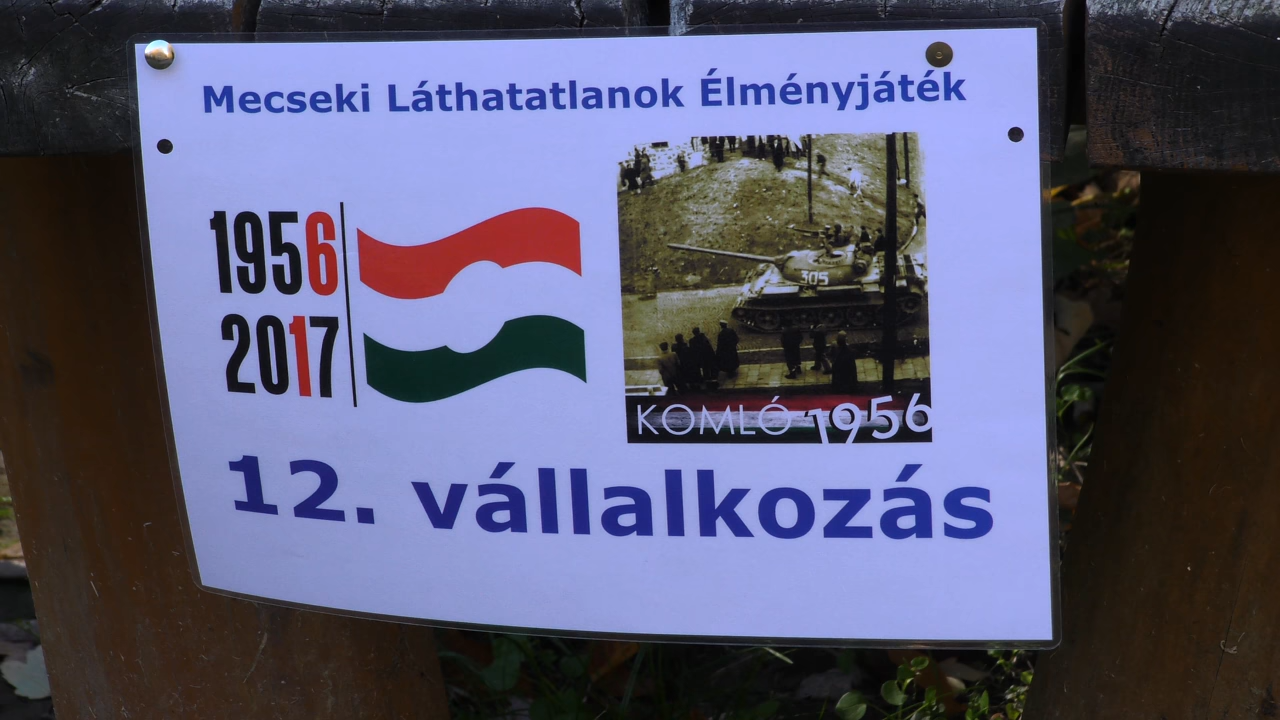 Mecseki Láthatatlanok Élményjáték
1956
2017
305
KOMLÓ 1956
12. vállalkozás